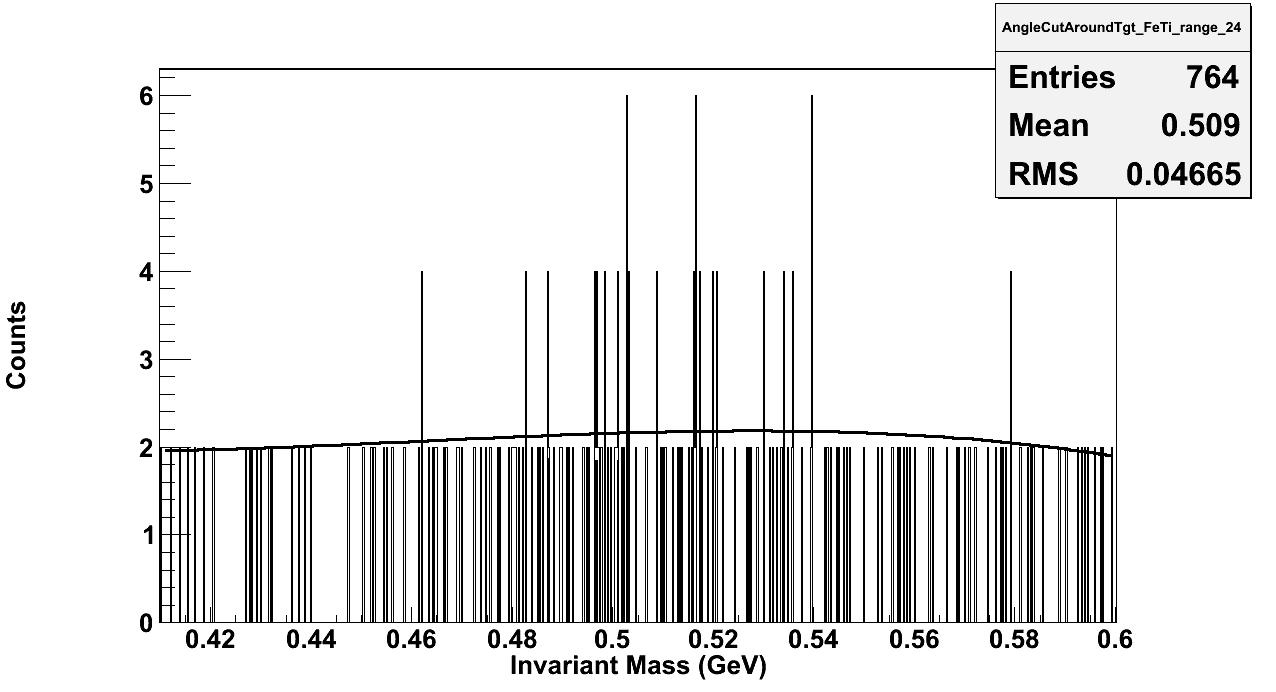 AngleCutAroundTgt_FeTi_range_24
Entries 764
Mean 0.509
RMS 0.04665
6
5
4
3
2
1
0
Counts
0.42 0.44 0.46 0.48 0.5 0.52 0.54 0.56 0.58 0.6
Invariant Mass (GeV)